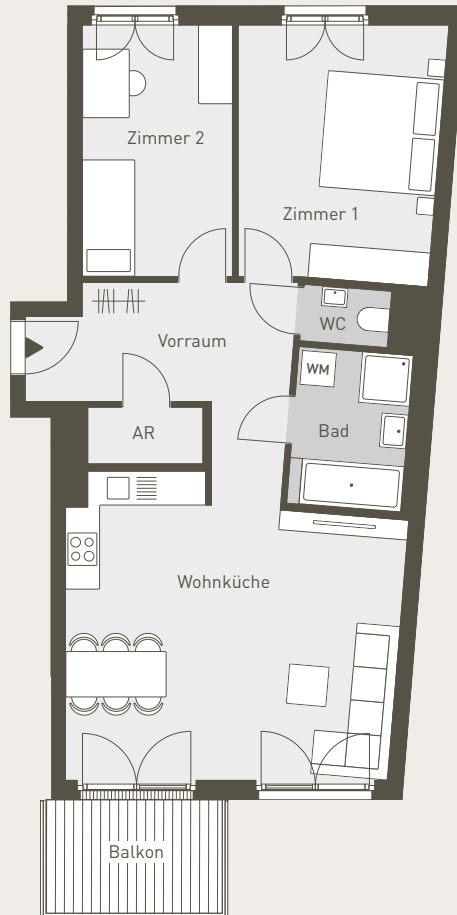 Zimmer 2
Zimmer 1
WC
Vorraum
WM
AR
Bad
Wohnküche
Balkon